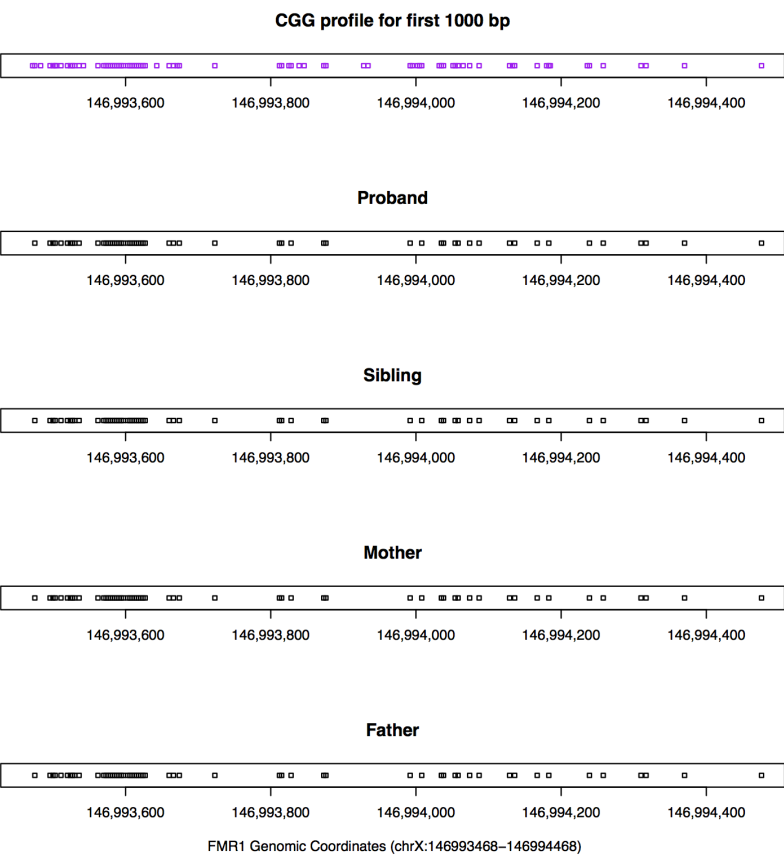 CGG profile for first 1000 bp
146,993,600 146,993,800 146,994,000 146,994,200 146,994,400
Proband
146,993,600 146,993,800 146,994,000 146,994,200 146,994,400
Sibling
146,993,600 146,993,800 146,994,000 146,994,200 146,994,400
Mother
146,993,600 146,993,800 146,994,000 146,994,200 146,994,400
Father
146,993,600 146,993,800 146,994,000 146,994,200 146,994,400
FMR1 Genomic Coordinates (chrX:146993468−146994468)